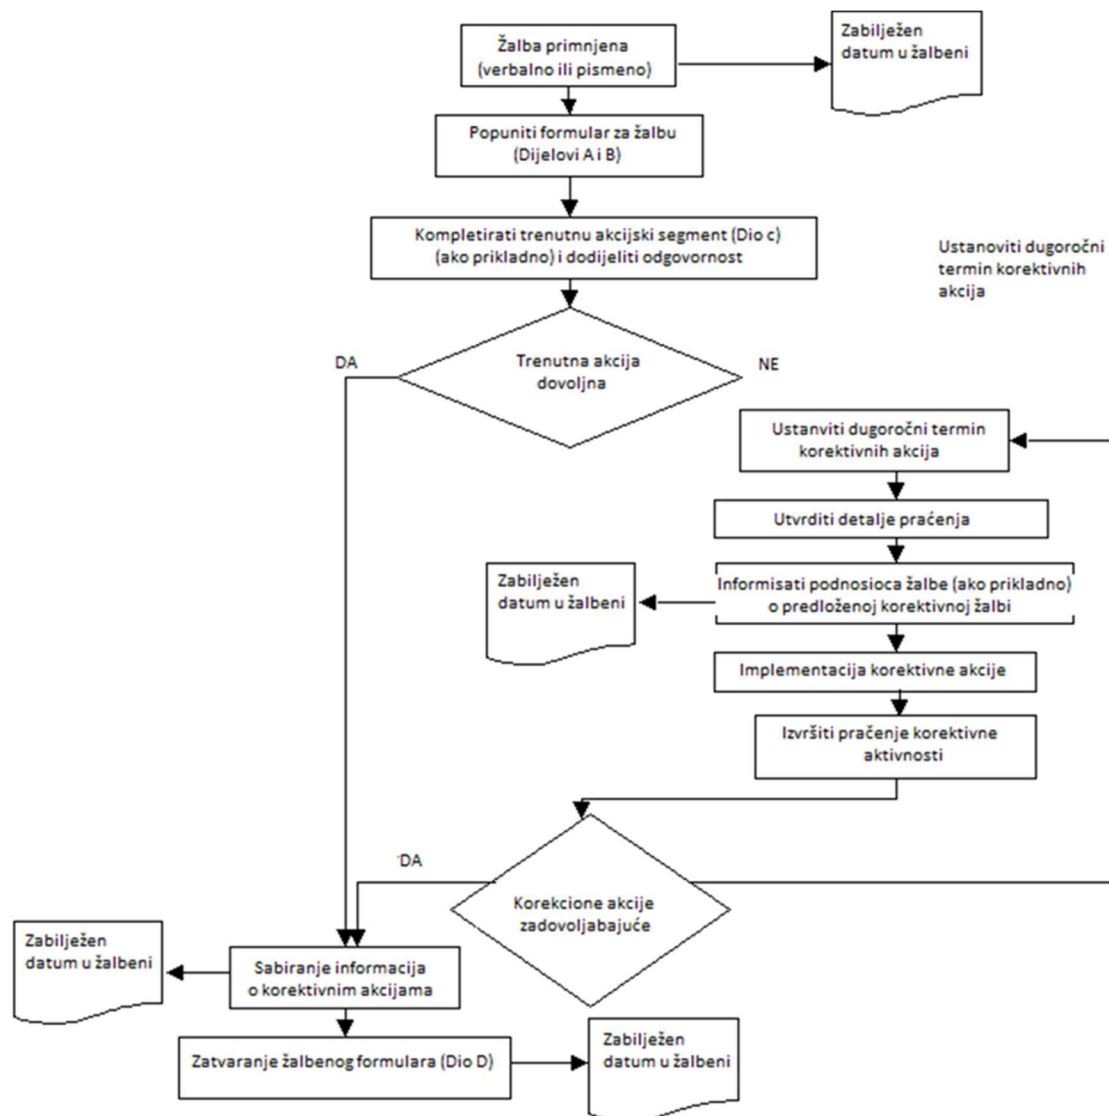 Žalba primnjena
(verbalno ili pismeno)
Zabilježen
datum u žalbeni
Popuniti formular za žalbu
(Dijelovi A i B)
Kompletirati trenutnu akcijski segment (Dio c)
(ako prikladno) i dodijeliti odgovornost
Ustanoviti dugoročni
termin korektivnih
akcija
DA
Trenutna akcija
dovoljna
NE
Ustanviti dugoročni termin
korektivnih akcija
Utvrditi detalje praćenja
Zabilježen
datum u žalbeni
Informisati podnosioca žalbe (ako prikladno)
o predloženoj korektivnoj žalbi
Implementacija korektivne akcije
Izvršiti pračenje korektivne
aktivnosti
DA
Korekcione akcije
zadovoljabajuće
Zabilježen
datum u žalbeni
Sabiranje informacija
o korektivnim akcijama
Zatvaranje žalbenog formulara (Dio D)
Zabilježen
datum u žalbeni